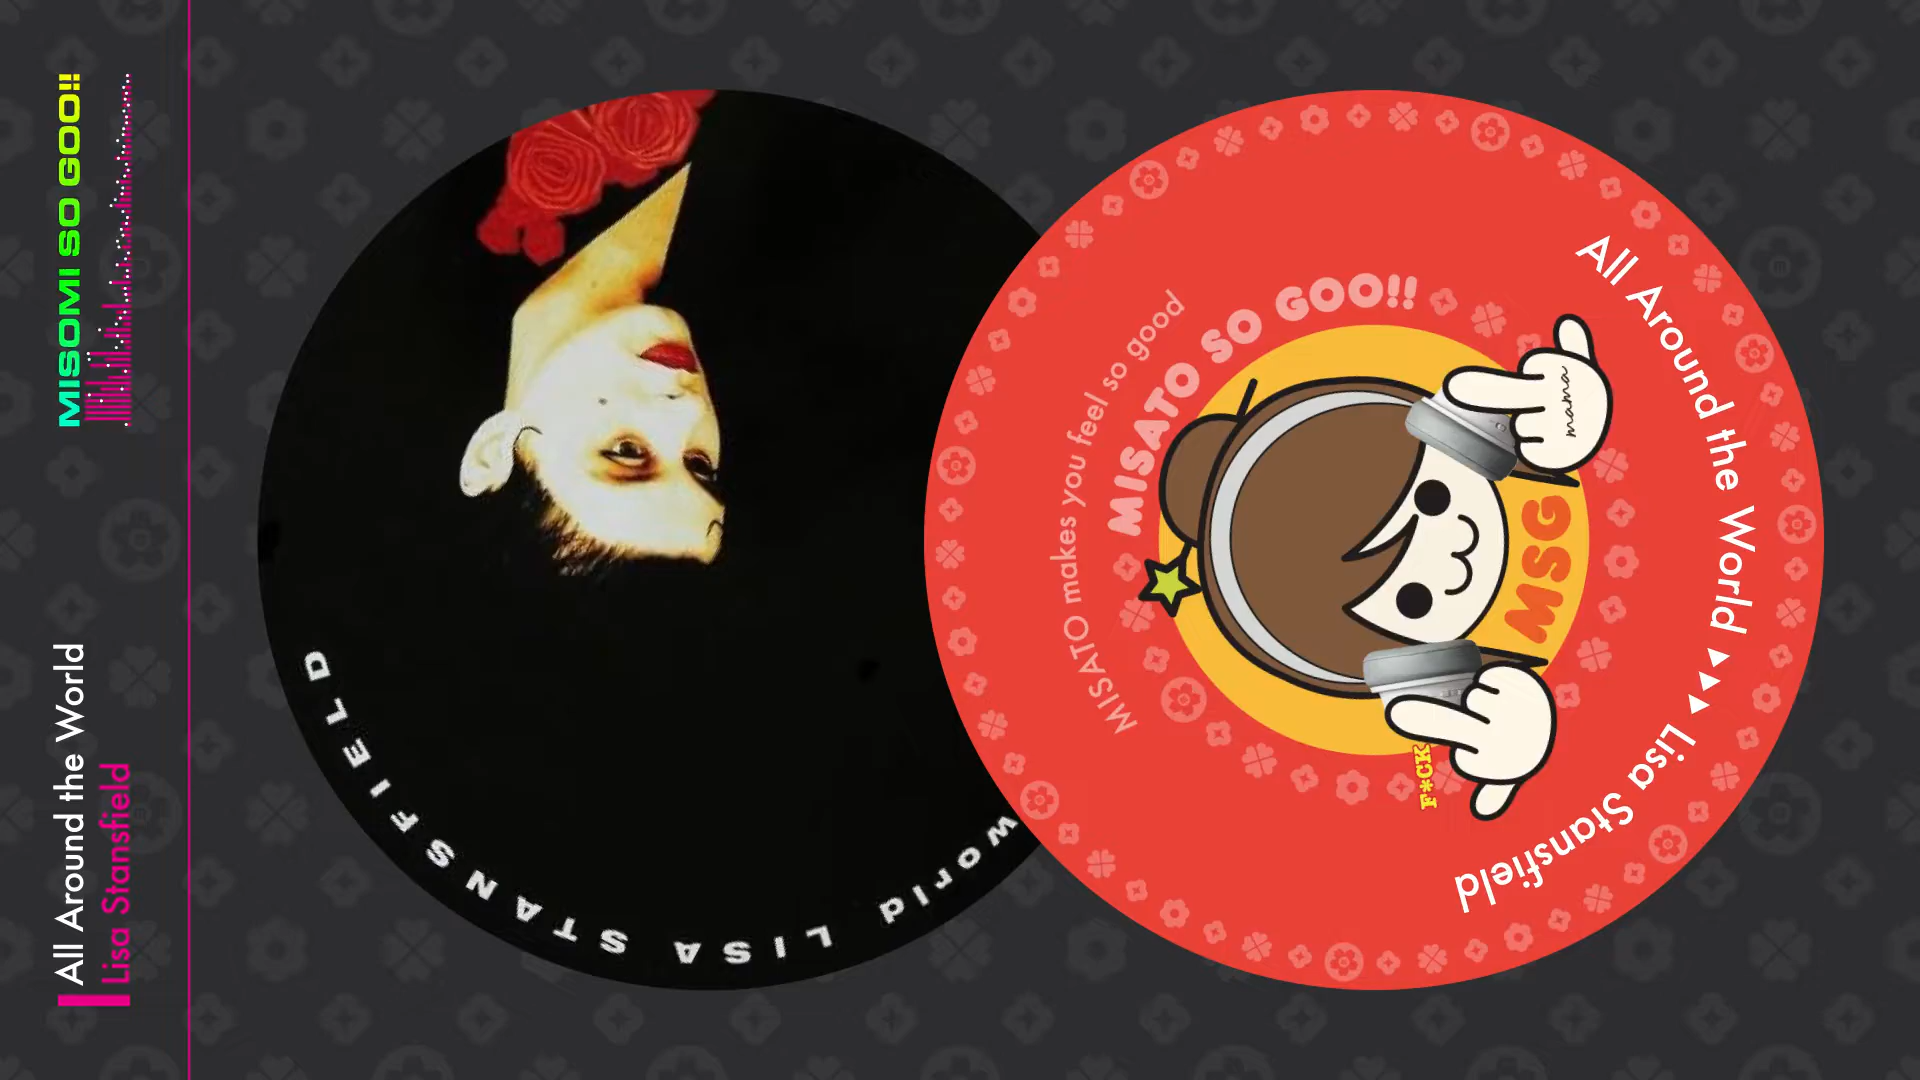 MISOMI SO GOO!!
All Around the World
Lisa Stansfield
world LISA STANSFIELD
MISATO makes you feel so good
MISATO SO GOO!!
mama
MSG
F*CK
All Around the World ▶▶▶ Lisa Stansfield